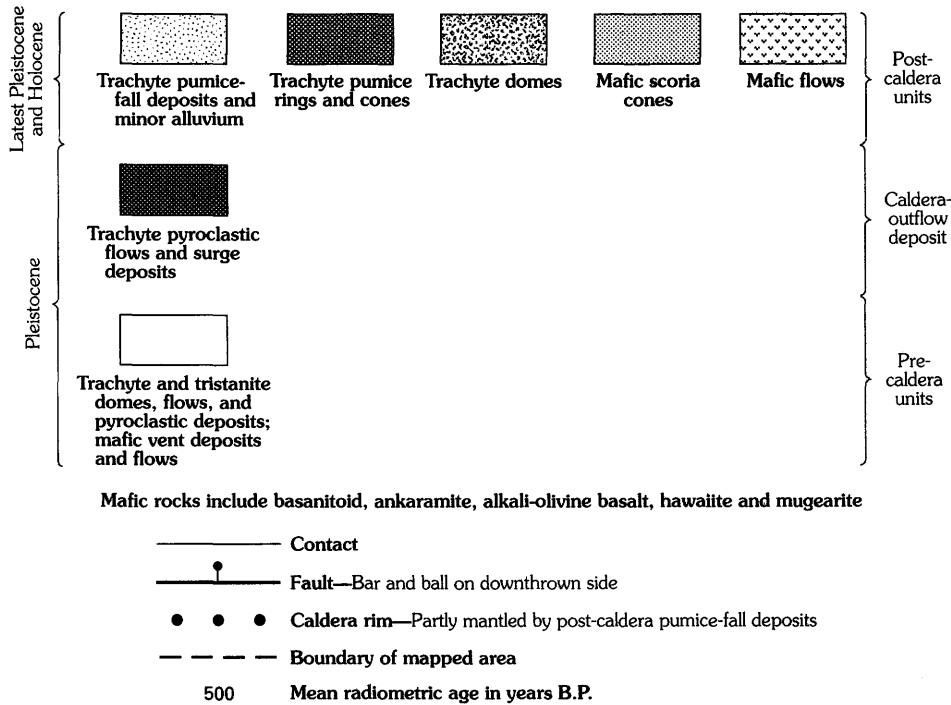 Latest Pleistocene
and Holocene
Trachyte pumice-
fall deposits and
minor alluvium
Trachyte pumice
rings and cones
Trachyte domes
Mafic scoria
cones
Mafic flows
Post-
caldera
units
Pleistocene
Trachyte pyroclastic
flows and surge
deposits
Caldera-
outflow
deposit
Trachyte and tristanite
domes, flows, and
pyroclastic deposits;
mafic vent deposits
and flows
Pre-
caldera
units
Mafic rocks include basanitoid, ankaramite, alkali-olivine basalt, hawaiite and mugearite
Contact
Fault—Bar and ball on downthrown side
Caldera rim—Partly mantled by post-caldera pumice-fall deposits
Boundary of mapped area
500 Mean radiometric age in years B.P.